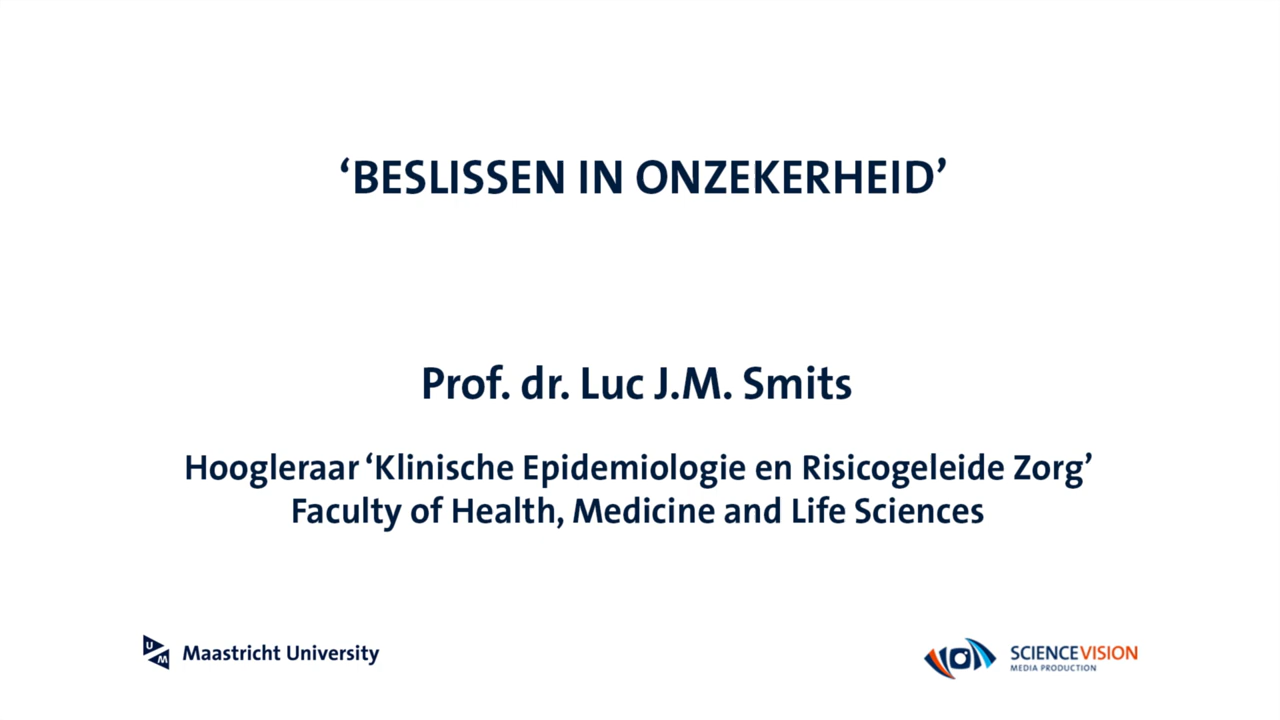 ‘BESLISSEN IN ONZEKERHEID’
Prof. dr. Luc J.M. Smits
Hoogleraar ‘Klinische Epidemiologie en Risicogeleide Zorg’
Faculty of Health, Medicine and Life Sciences
UM Maastricht University
SCIENCEVISION
MEDIA PRODUCTION